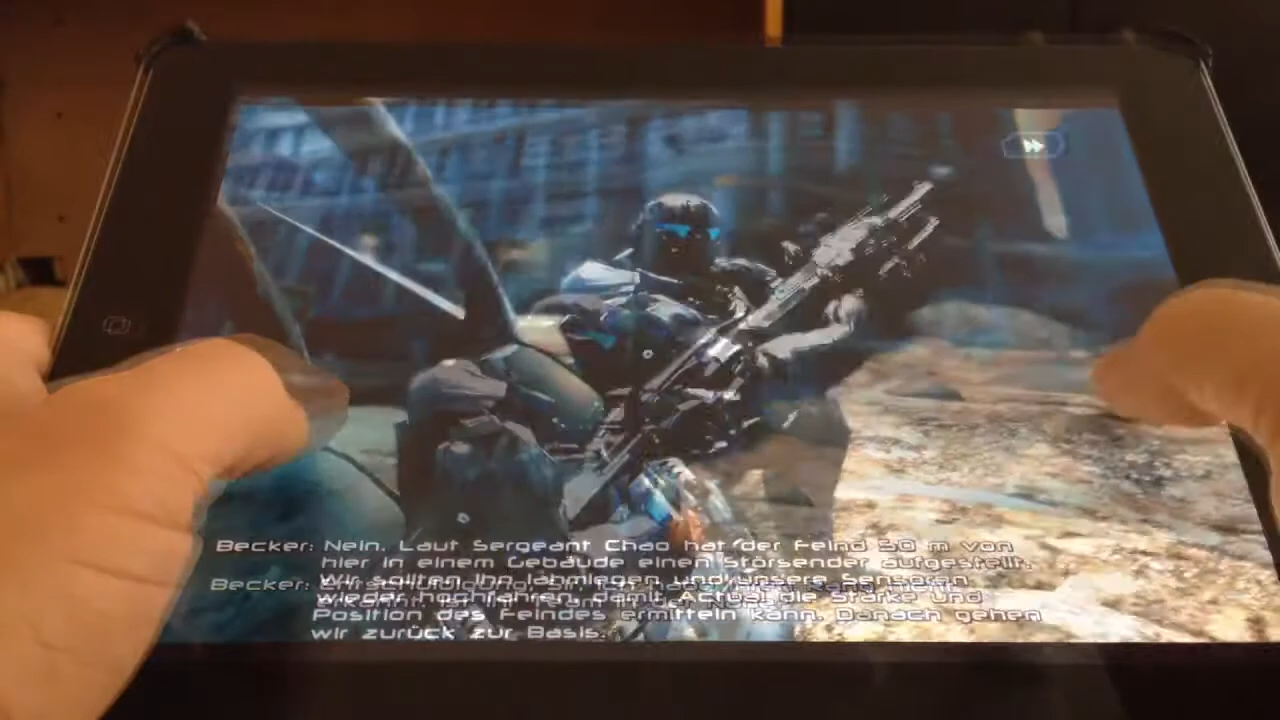 Becker: Nein. Laut Sergeant Chao hat der Feind 50 m von
hier in einem Gebäude einen Störsender aufgestellt.
Wir sollten ihn lahmlegen und unsere Sensoren
Becker:
wieder hochfahren, damit Actual die Stärke und
Position des Feindes ermitteln kann. Danach gehen
wir zurück zur Basis.